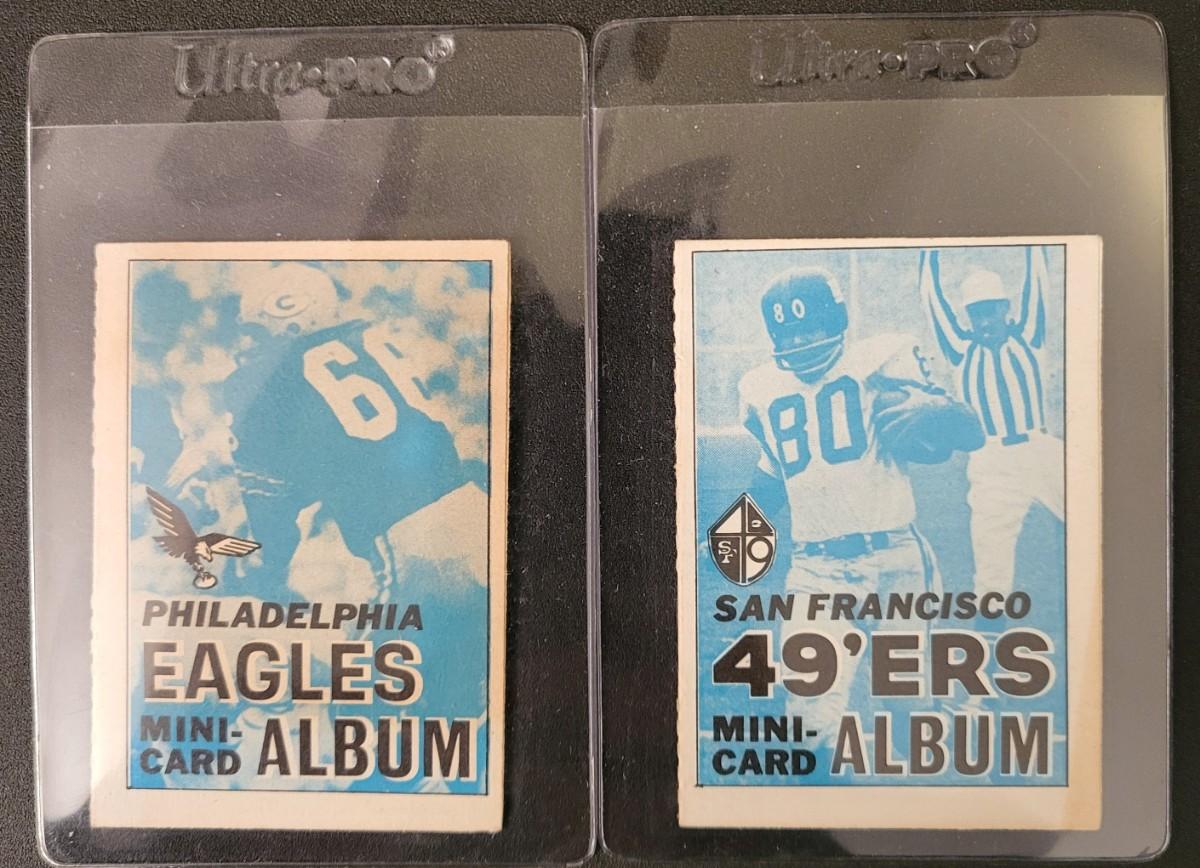 Ultra·PRO®
66
PHILADELPHIA
EAGLES
MINI-
CARD ALBUM
Ultra·PRO®
80
80
SF 49
SAN FRANCISCO
49'ERS
MINI-
CARD ALBUM